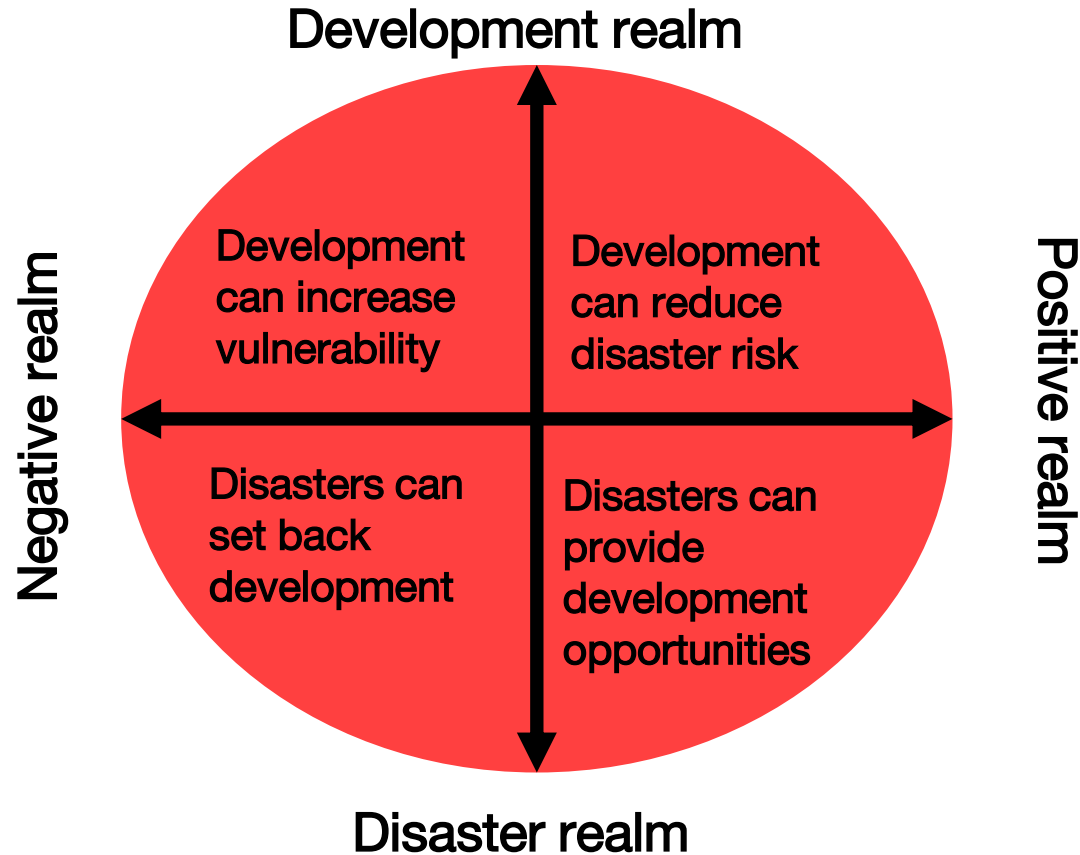 Development realm
Negative realm
Development
can increase
vulnerability
Development
can reduce
disaster risk
Positive realm
Disasters can
set back
development
Disasters can
provide
development
opportunities
Disaster realm